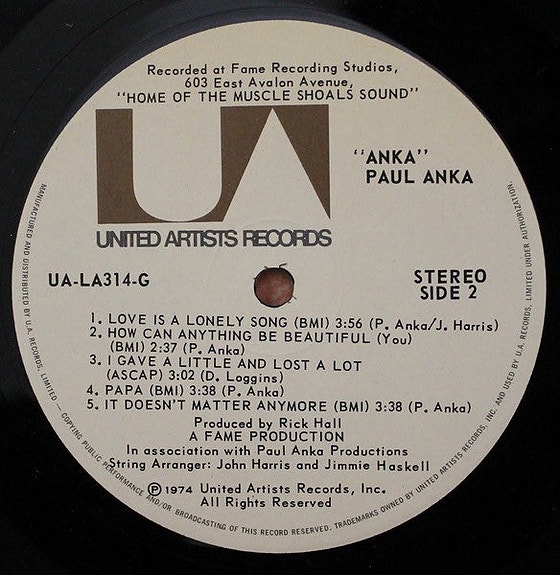 Recorded at Fame Recording Studios,
603 East Avalon Avenue,
"HOME OF THE MUSCLE SHOALS SOUND"
UA
"ANKA"
PAUL ANKA
UNITED ARTISTS RECORDS
UA-LA314-G
STEREO
SIDE 2
1. LOVE IS A LONELY SONG (BMI) 3:56 (P. Anka/J. Harris)
2. HOW CAN ANYTHING BE BEAUTIFUL (You)
(BMI) 2:37 (P. Anka)
3. I GAVE A LITTLE AND LOST A LOT
(ASCAP) 3:02 (D. Loggins)
4. PAPA (BMI) 3:38 (P. Anka)
5. IT DOESN'T MATTER ANYMORE (BMI) 3:38 (P. Anka)
Produced by Rick Hall
A FAME PRODUCTION
In association with Paul Anka Productions
String Arranger: John Harris and Jimmie Haskell
℗ 1974 United Artists Records, Inc.
All Rights Reserved
MANUFACTURED AND DISTRIBUTED BY U.A. RECORDS, LIMITED — COPYING PUBLIC PERFORMANCE AND/OR BROADCASTING OF THIS RECORD RESERVED. TRADEMARKS OWNED BY UNITED ARTISTS RECORDS, INC. AND USED BY U.A. RECORDS, LIMITED UNDER AUTHORIZATION.